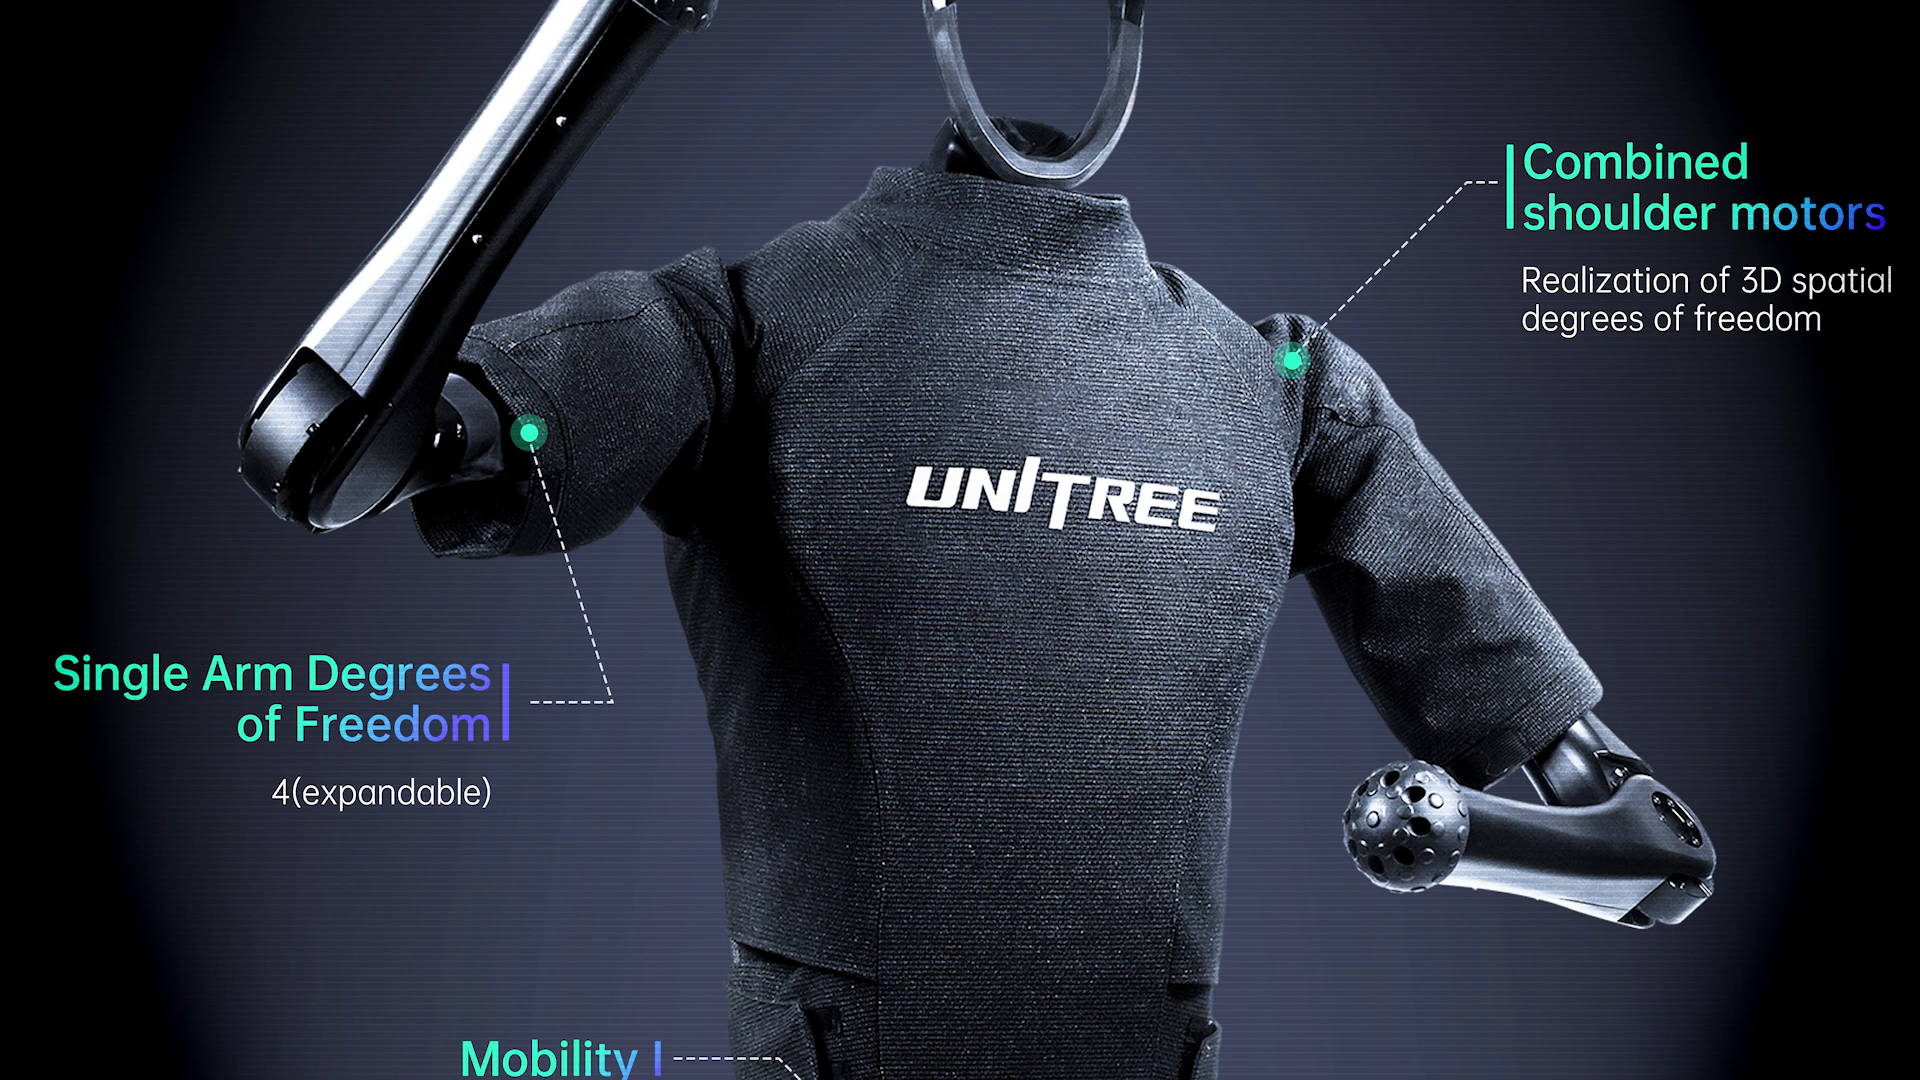 Combined
shoulder motors
Realization of 3D spatial
degrees of freedom
UNITREE
Single Arm Degrees
of Freedom
4(expandable)
Mobility